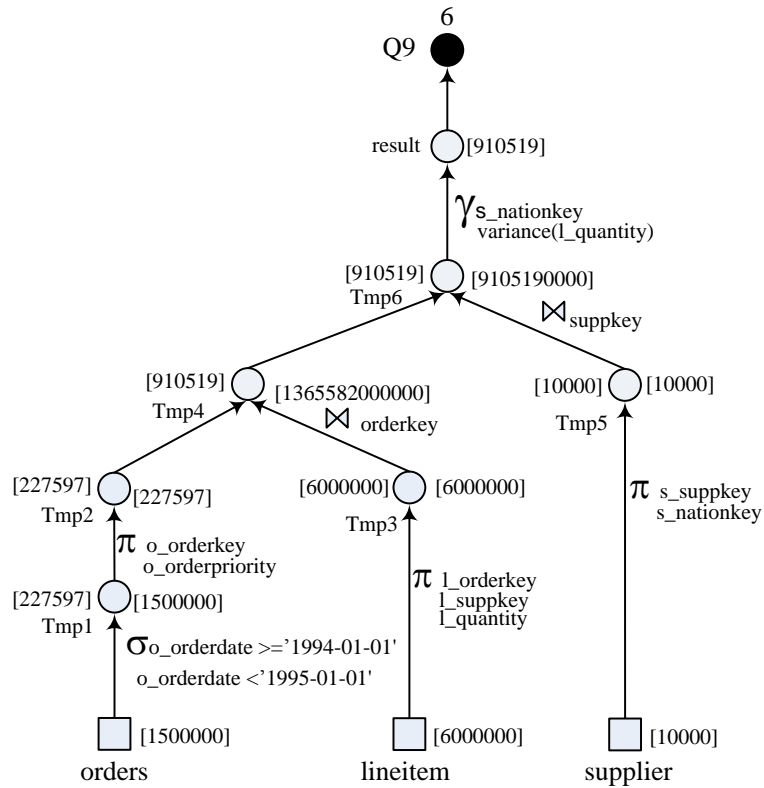 6
Q9
result [910519]
γ s_nationkey
variance(l_quantity)
[910519] [9105190000]
Tmp6
⋈ suppkey
[910519] [1365582000000]
Tmp4
⋈ orderkey
[10000] [10000]
Tmp5
[227597] [227597]
Tmp2
[6000000] [6000000]
Tmp3
π s_suppkey
s_nationkey
π o_orderkey
o_orderpriority
π l_orderkey
l_suppkey
l_quantity
[227597] [1500000]
Tmp1
σ o_orderdate >='1994-01-01'
o_orderdate <'1995-01-01'
[1500000] [6000000] [10000]
orders lineitem supplier